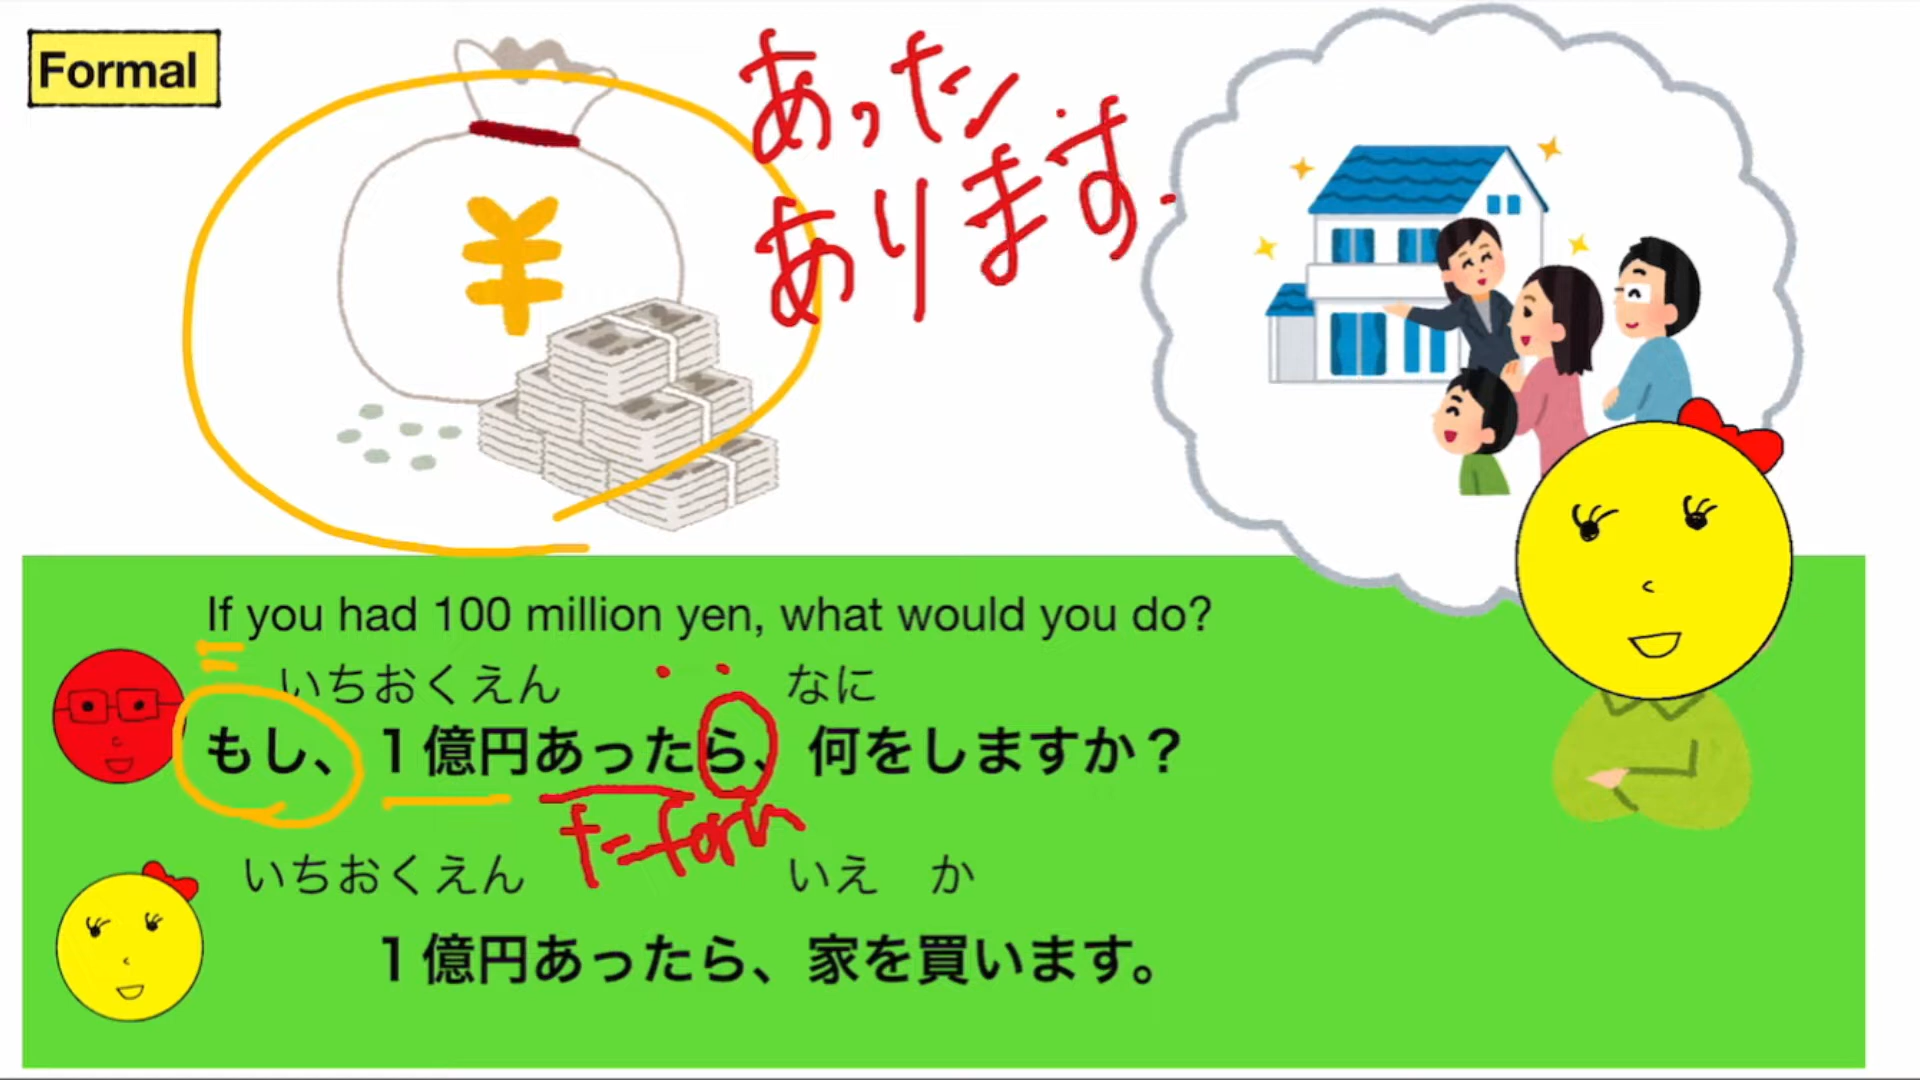 Formal
あった
あります
¥
If you had 100 million yen, what would you do?
いちおくえん なに
もし、1億円あったら、何をしますか？
た-form
いちおくえん いえ か
1億円あったら、家を買います。